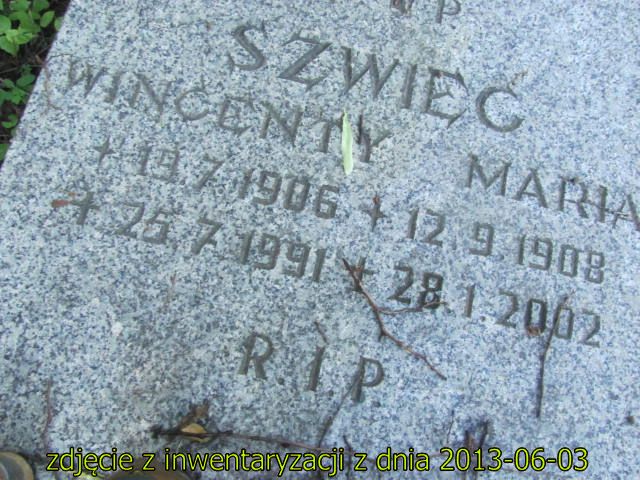 Ś P
SZWIEC
WINCENTY MARIA
* 19 7 1906 * 12 9 1908
+ 25 7 1991 + 28.1.2002
R.I P
zdjęcie z inwentaryzacji z dnia 2013-06-03